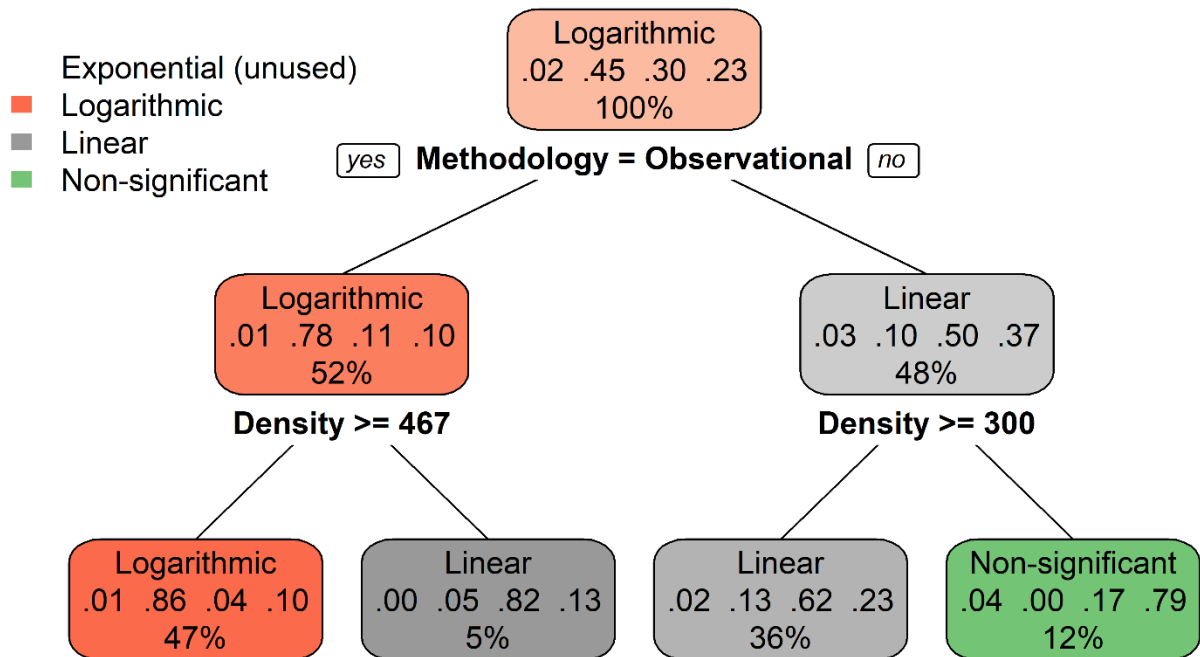 Exponential (unused)
Logarithmic
Linear
Non-significant
Logarithmic
.02 .45 .30 .23
100%
yes Methodology = Observational no
Logarithmic
.01 .78 .11 .10
52%
Density >= 467
Linear
.03 .10 .50 .37
48%
Density >= 300
Logarithmic
.01 .86 .04 .10
47%
Linear
.00 .05 .82 .13
5%
Linear
.02 .13 .62 .23
36%
Non-significant
.04 .00 .17 .79
12%